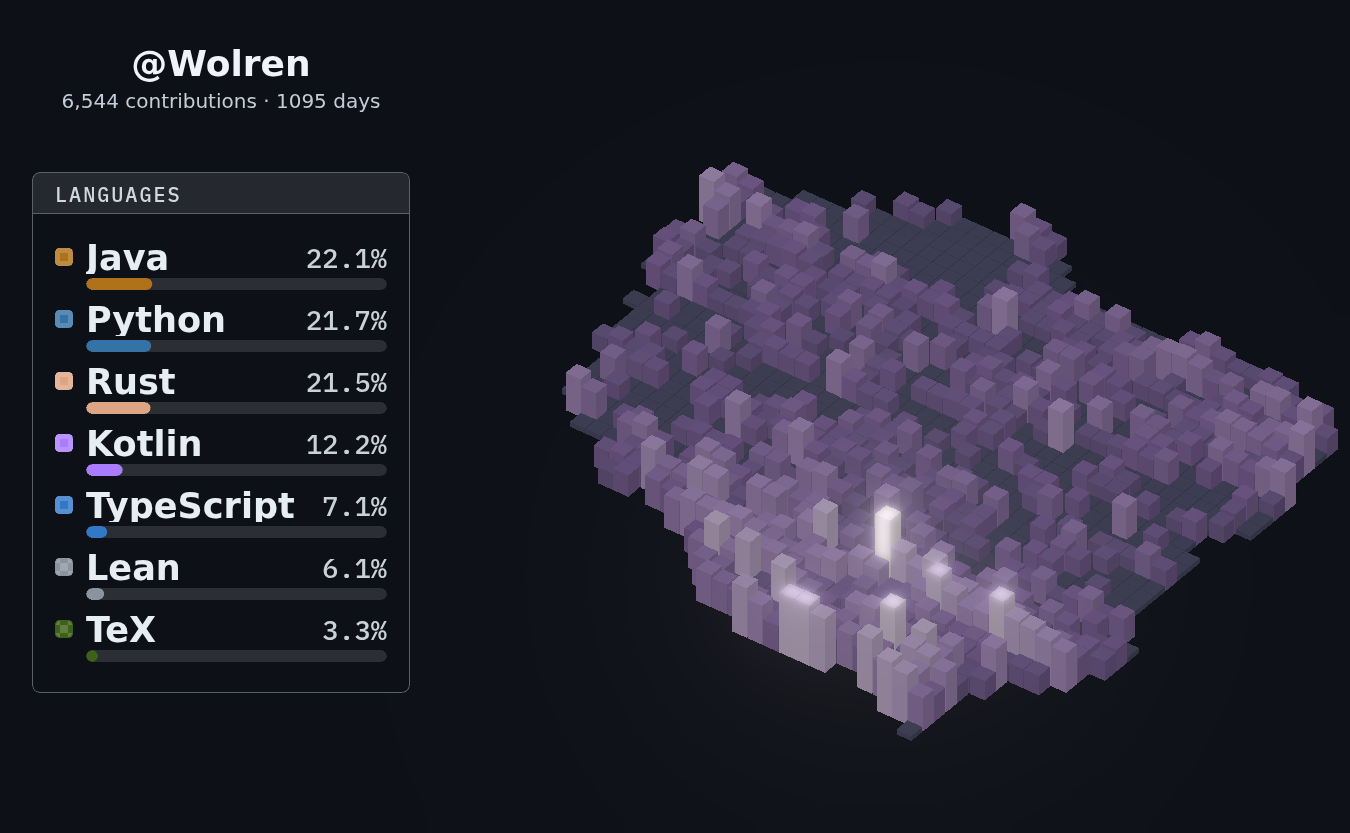 @Wolren
6,544 contributions · 1095 days
LANGUAGES
Java 22.1%
Python 21.7%
Rust 21.5%
Kotlin 12.2%
TypeScript 7.1%
Lean 6.1%
TeX 3.3%